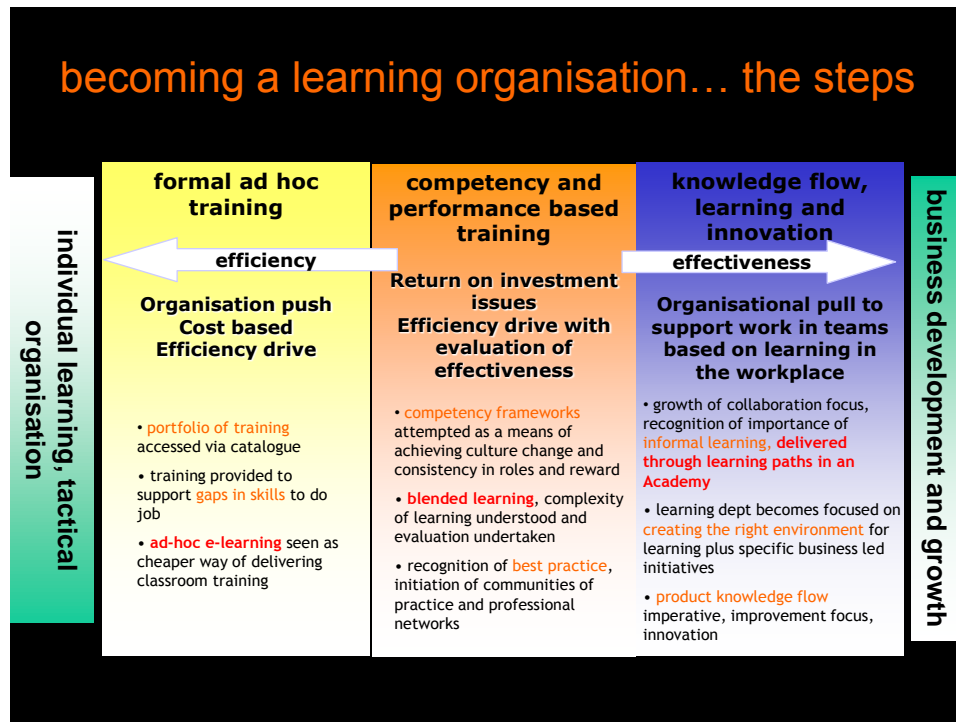 becoming a learning organisation… the steps
individual learning, tactical
organisation
formal ad hoc
training
efficiency
Organisation push
Cost based
Efficiency drive
• portfolio of training
accessed via catalogue
• training provided to
support gaps in skills to do
job
• ad-hoc e-learning seen as
cheaper way of delivering
classroom training
competency and
performance based
training
Return on investment
issues
Efficiency drive with
evaluation of
effectiveness
• competency frameworks
attempted as a means of
achieving culture change and
consistency in roles and reward
• blended learning, complexity
of learning understood and
evaluation undertaken
• recognition of best practice,
initiation of communities of
practice and professional
networks
knowledge flow,
learning and
innovation
effectiveness
Organisational pull to
support work in teams
based on learning in
the workplace
• growth of collaboration focus,
recognition of importance of
informal learning, delivered
through learning paths in an
Academy
• learning dept becomes focused on
creating the right environment for
learning plus specific business led
initiatives
• product knowledge flow
imperative, improvement focus,
innovation
business development and growth